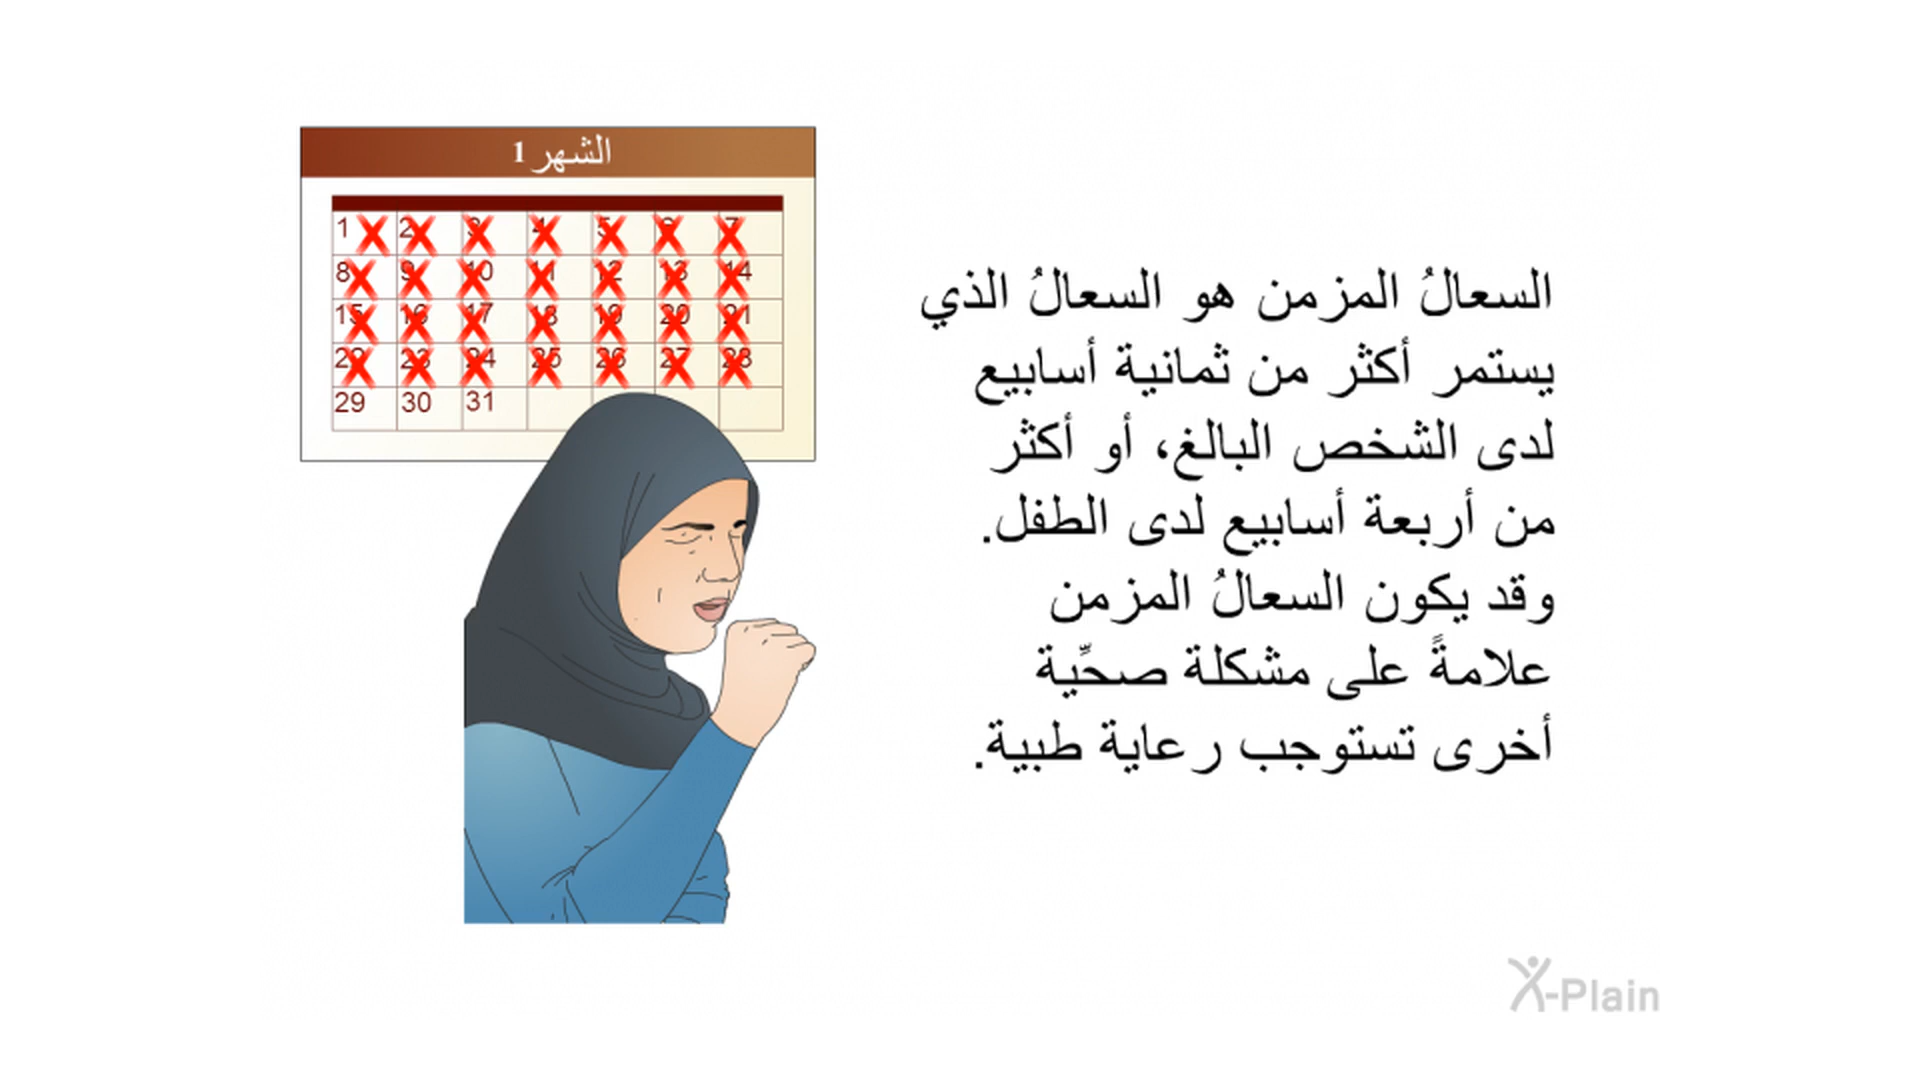 الشهر 1
1 2 3 4 5 6 7
8 9 10 11 12 13 14
15 16 17 18 19 20 21
22 23 24 25 26 27 28
29 30 31
السعالُ المزمن هو السعالُ الذي
يستمر أكثر من ثمانية أسابيع
لدى الشخص البالغ، أو أكثر
من أربعة أسابيع لدى الطفل.
وقد يكون السعالُ المزمن
علامةً على مشكلة صحِّية
أخرى تستوجب رعاية طبية.
X-Plain